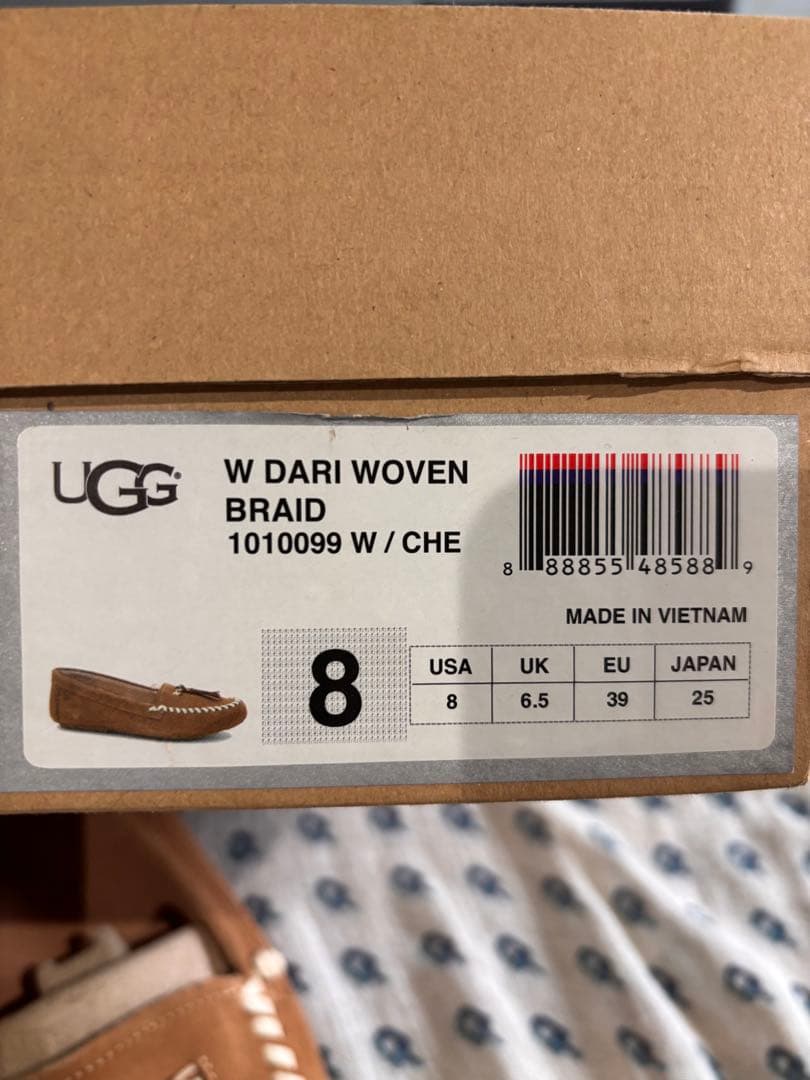 UGG
W DARI WOVEN
BRAID
1010099 W / CHE
8 88855 48588 9
MADE IN VIETNAM
8
USA UK EU JAPAN
8 6.5 39 25